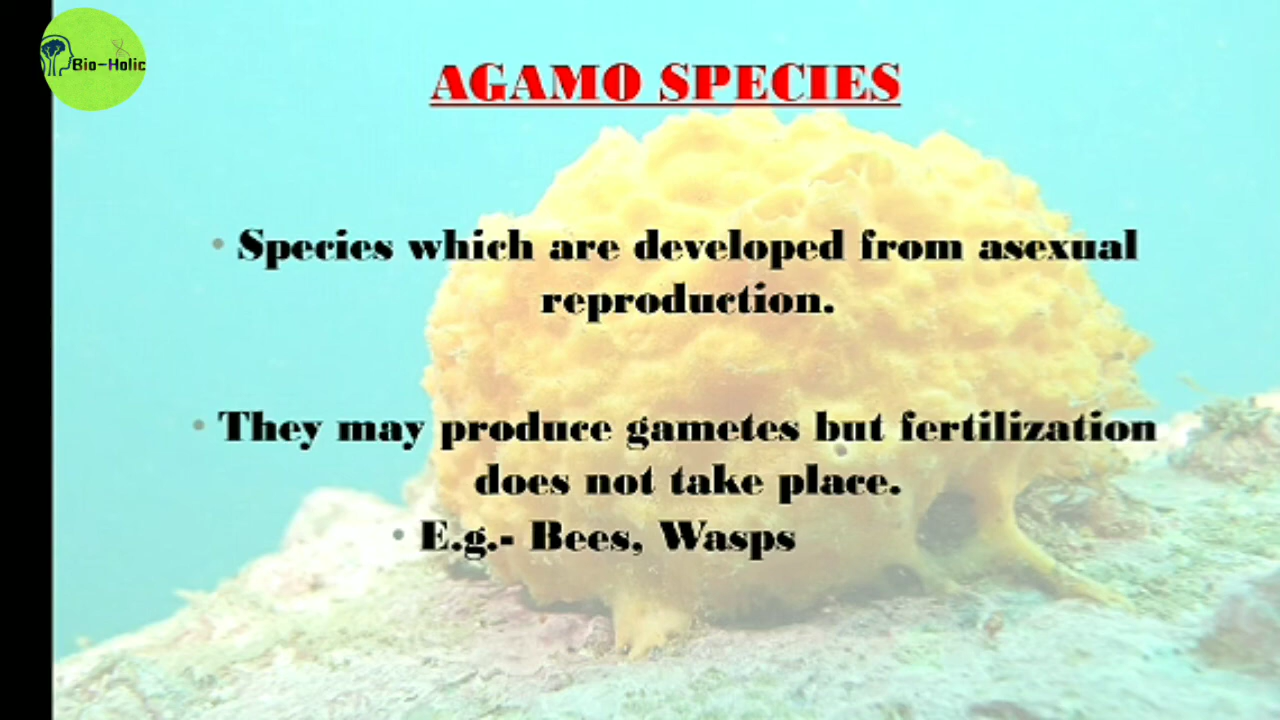 Bio-Holic
AGAMO SPECIES
• Species which are developed from asexual
reproduction.
• They may produce gametes but fertilization
does not take place.
• E.g.- Bees, Wasps